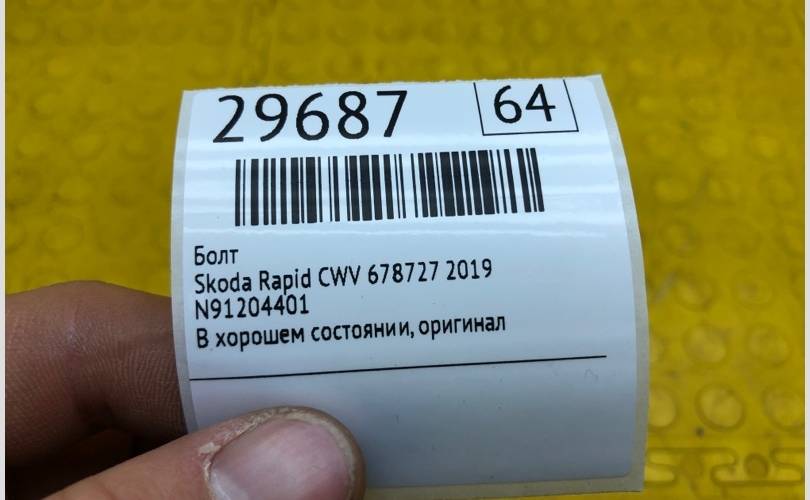 29687
64
Болт
Skoda Rapid CWV 678727 2019
N91204401
В хорошем состоянии, оригинал